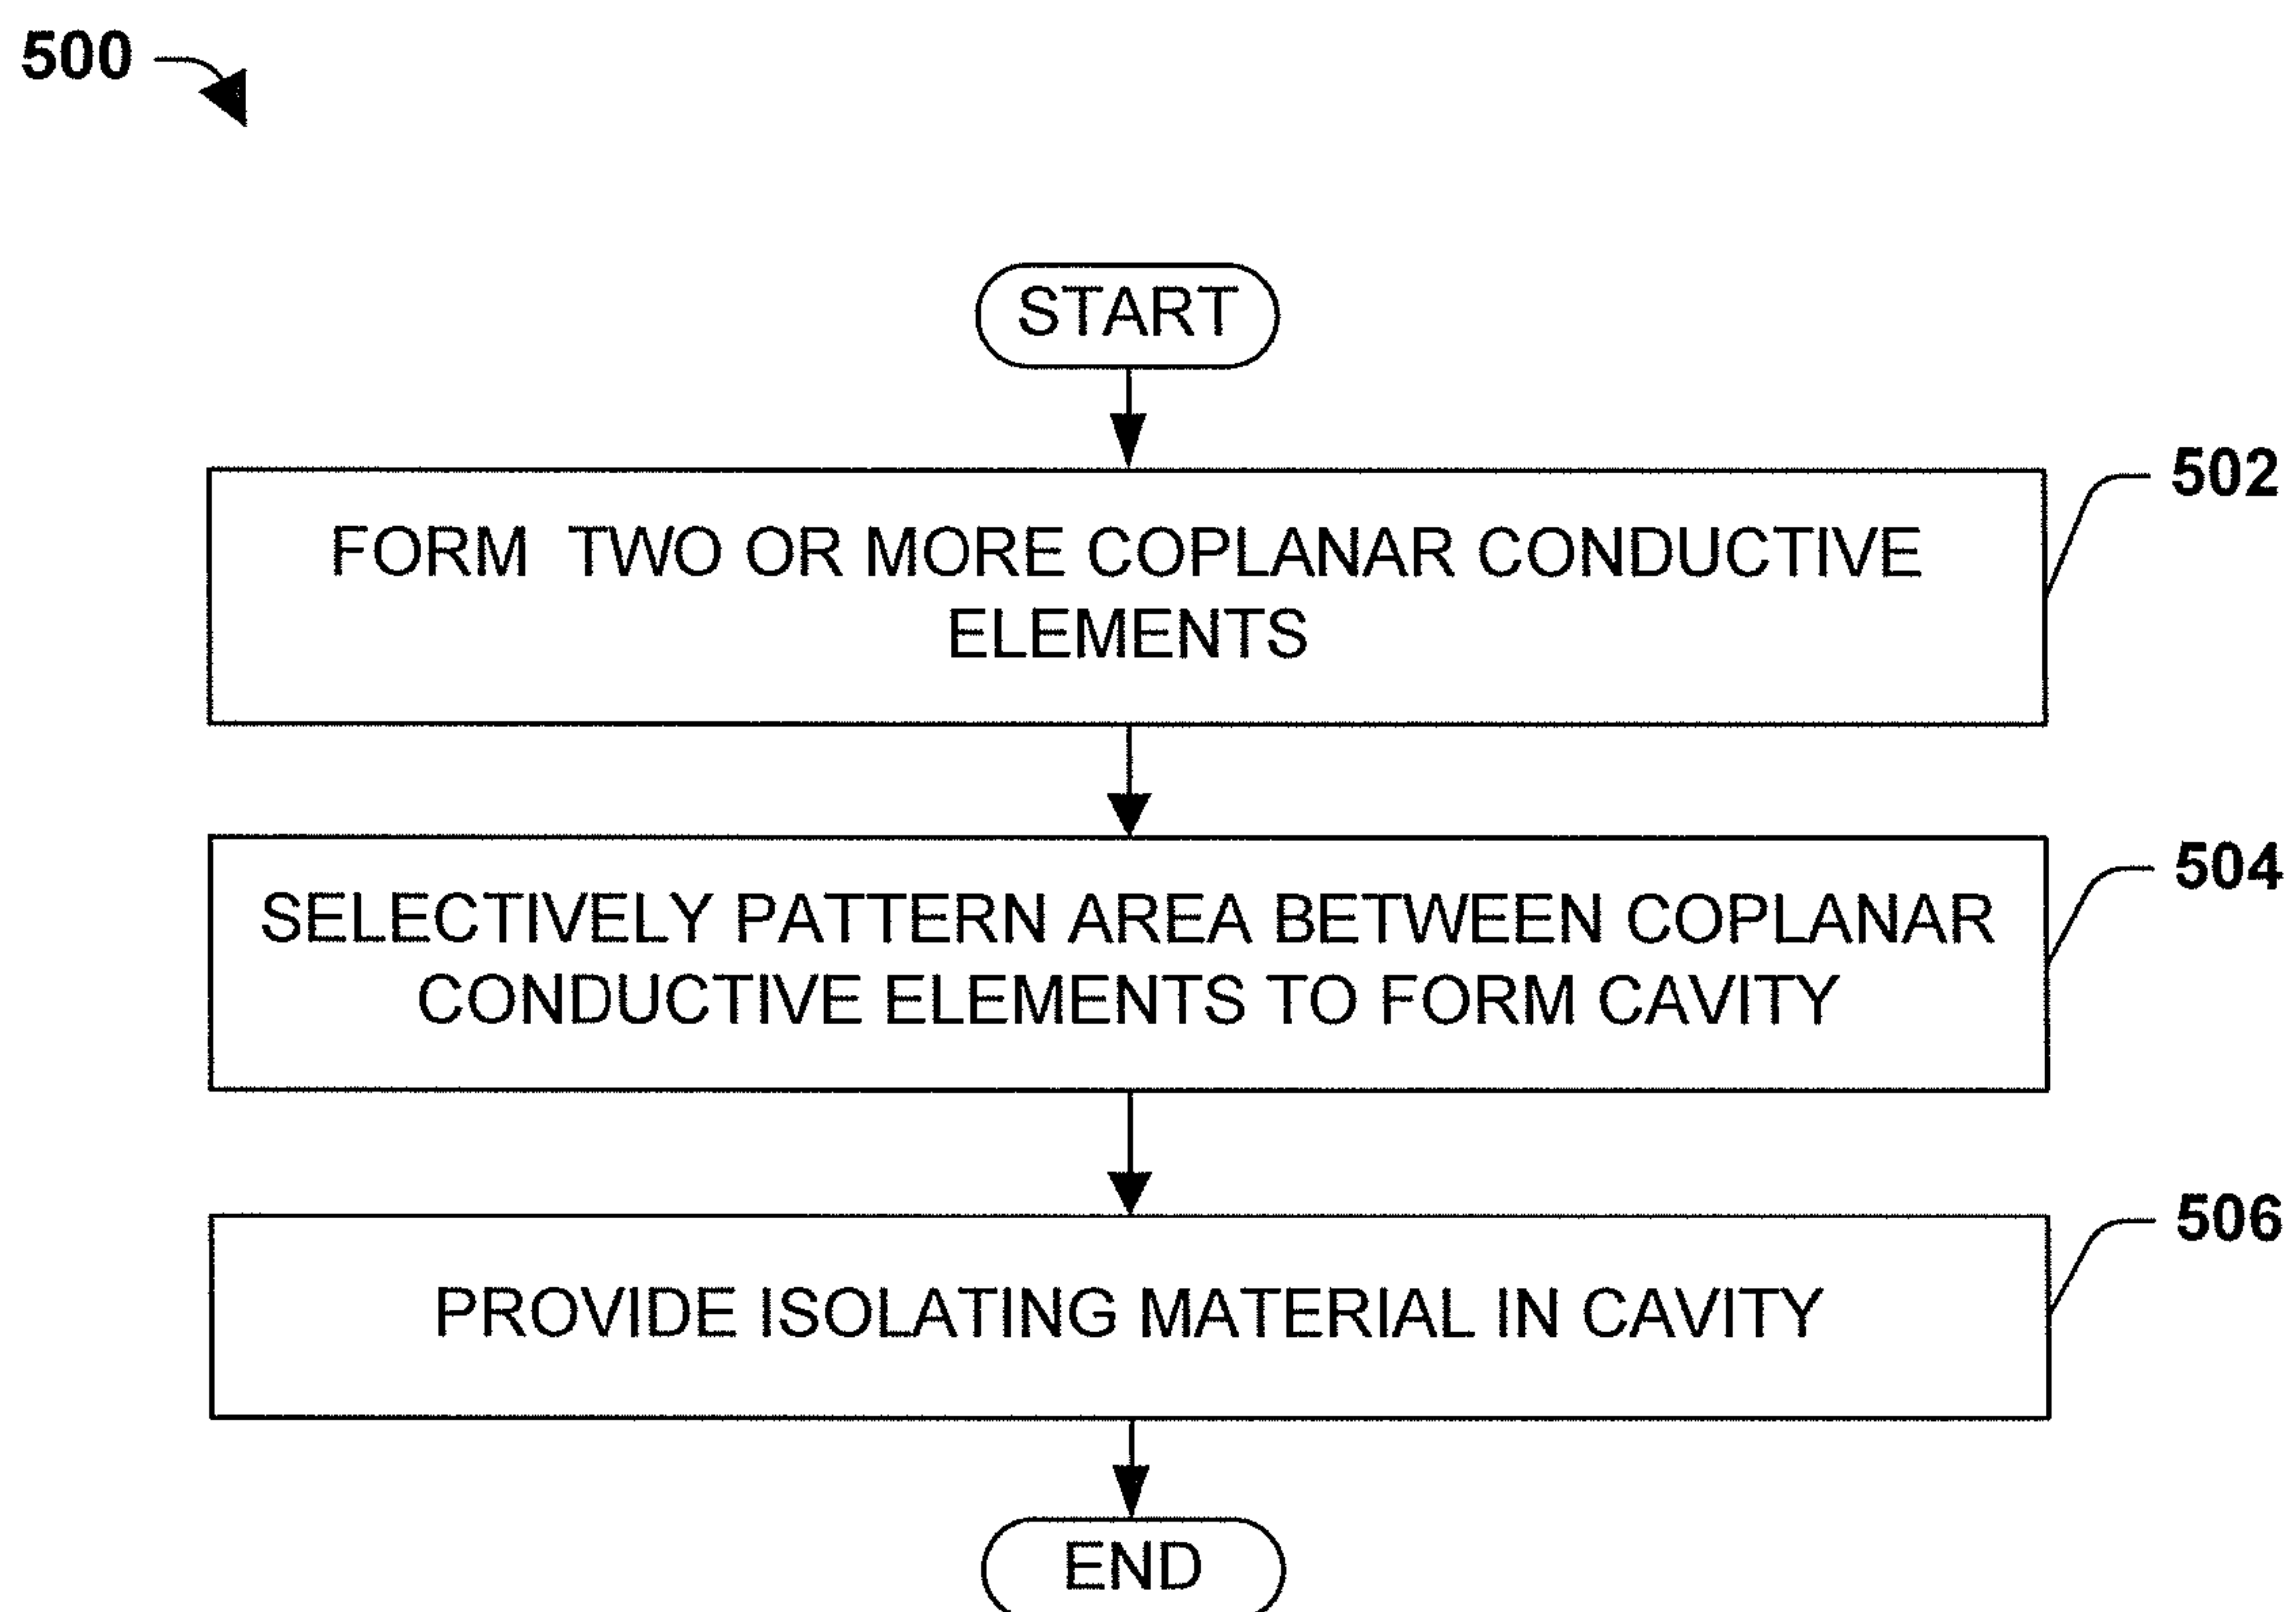 500
START
FORM TWO OR MORE COPLANAR CONDUCTIVE
ELEMENTS
502
SELECTIVELY PATTERN AREA BETWEEN COPLANAR
CONDUCTIVE ELEMENTS TO FORM CAVITY
504
PROVIDE ISOLATING MATERIAL IN CAVITY
506
END